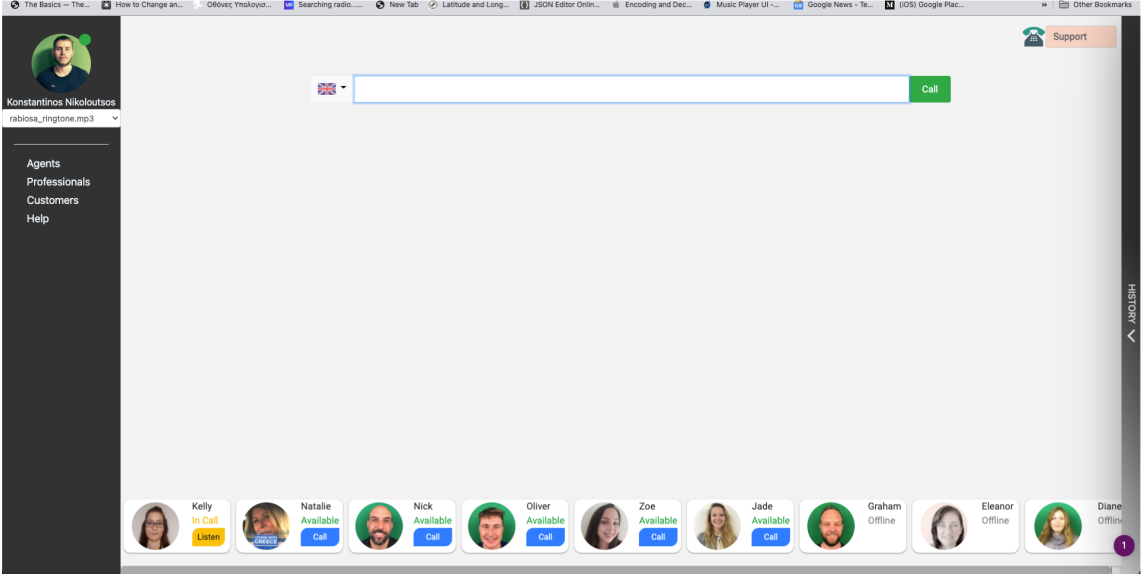 The Basics — The...
How to Change an...
Οθόνες Υπολογισ...
Searching radio......
New Tab
Latitude and Long...
JSON Editor Onlin...
Encoding and Dec...
Music Player UI -...
Google News - Te...
(iOS) Google Plac...
»
Other Bookmarks
Support
Call
Konstantinos Nikoloutsos
rabiosa_ringtone.mp3
Agents
Professionals
Customers
Help
HISTORY
Kelly
In Call
Listen
Natalie
Available
Call
Nick
Available
Call
Oliver
Available
Call
Zoe
Available
Call
Jade
Available
Call
Graham
Offline
Eleanor
Offline
Diane
Offlin
1
GREECE